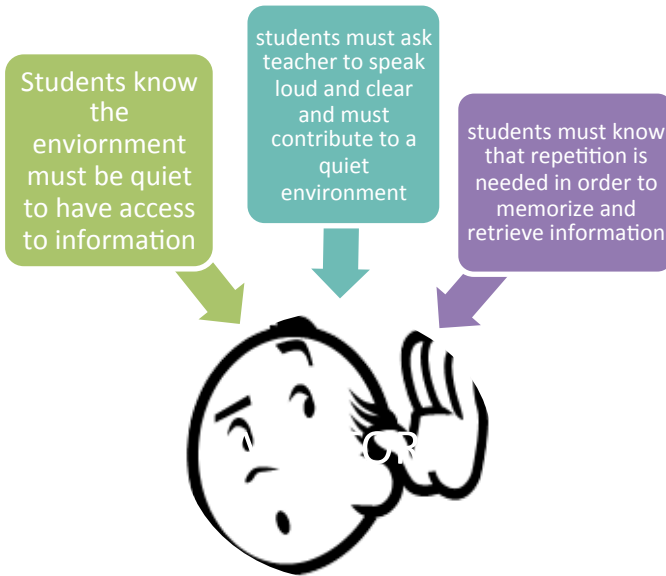 Students know
the
enviornment
must be quiet
to have access
to information
students must ask
teacher to speak
loud and clear
and must
contribute to a
quiet
environment
students must know
that repetition is
needed in order to
memorize and
retrieve information